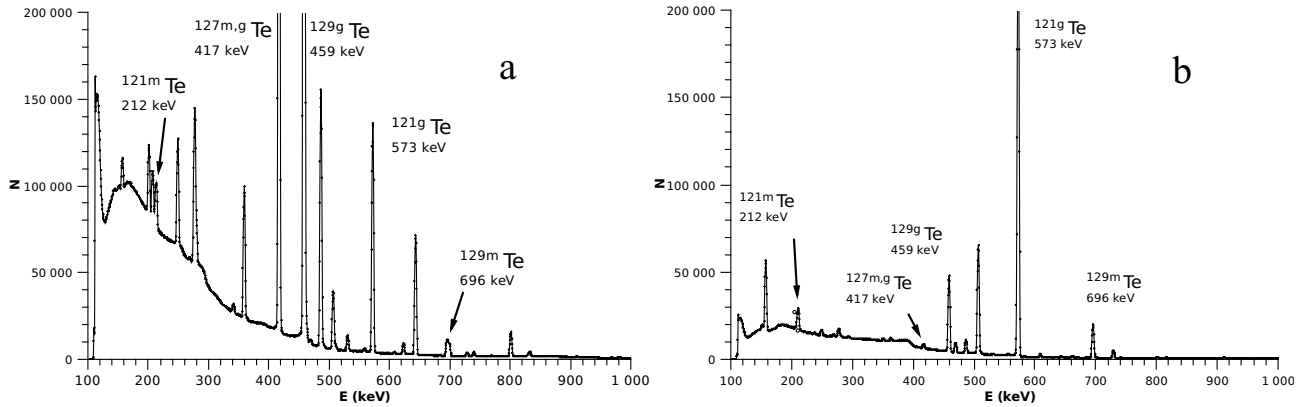 200 000
150 000
100 000
50 000
0
N
100 200 300 400 500 600 700 800 900 1 000
E (keV)
a
121m Te
212 keV
127m,g Te
417 keV
129g Te
459 keV
121g Te
573 keV
129m Te
696 keV
200 000
150 000
100 000
50 000
0
N
100 200 300 400 500 600 700 800 900 1 000
E (keV)
b
121g Te
573 keV
121m Te
212 keV
129g Te
459 keV
127m,g Te
417 keV
129m Te
696 keV